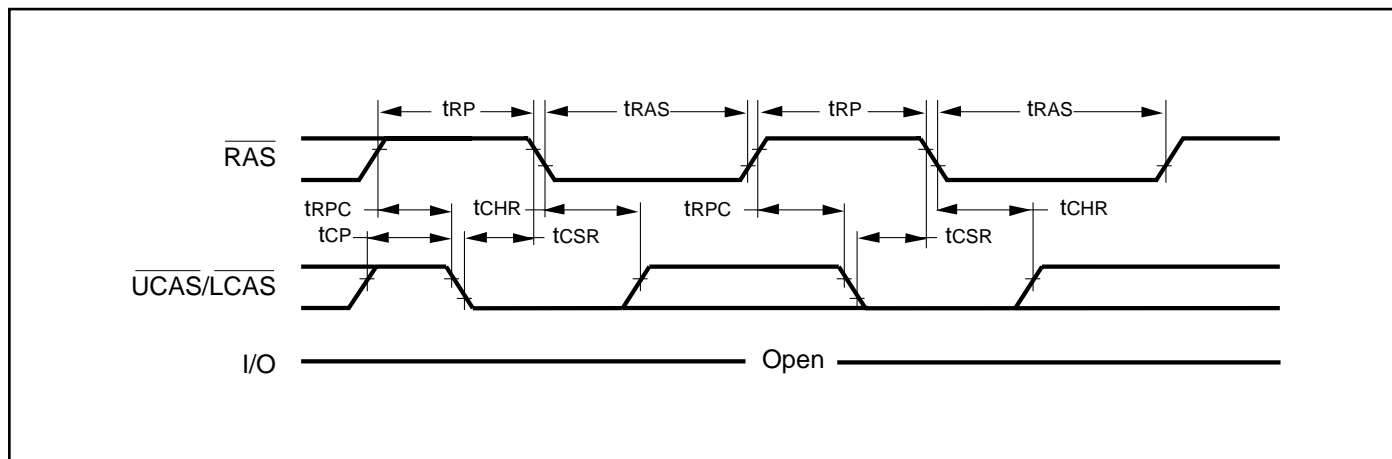 tRP tRAS tRP tRAS
RAS
tRPC tCHR tRPC tCHR
tCP tCSR tCSR
UCAS/LCAS
I/O Open